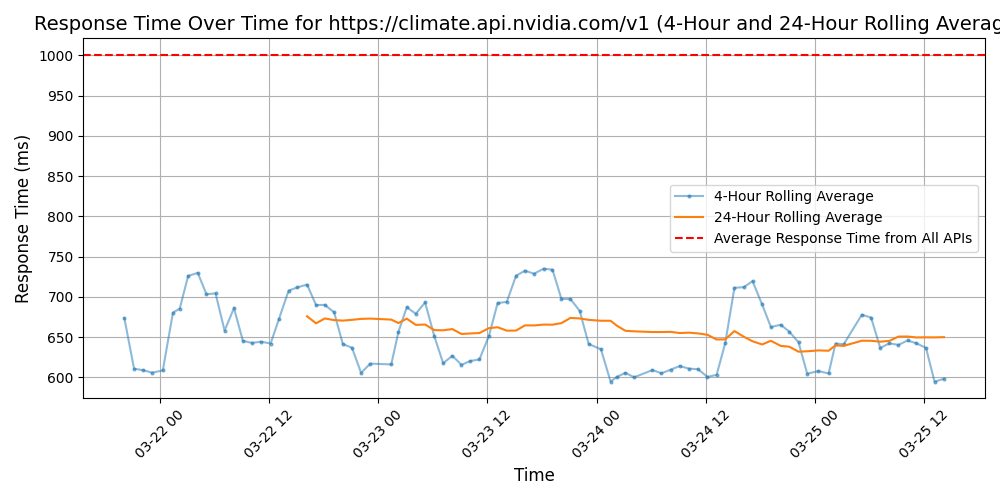 Response Time Over Time for https://climate.api.nvidia.com/v1 (4-Hour and 24-Hour Rolling Averag
Response Time (ms)
1000
950
900
850
800
750
700
650
600
4-Hour Rolling Average
24-Hour Rolling Average
Average Response Time from All APIs
03-22 00
03-22 12
03-23 00
03-23 12
03-24 00
03-24 12
03-25 00
03-25 12
Time